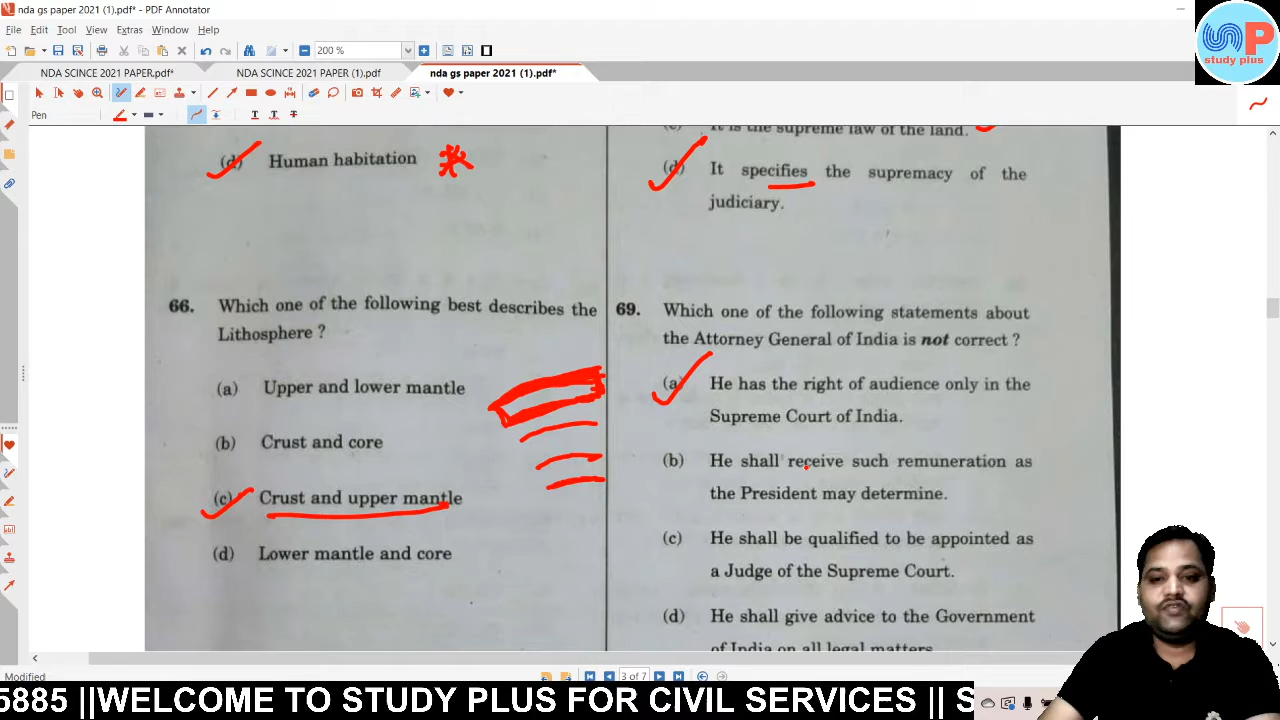 nda gs paper 2021 (1).pdf* - PDF Annotator
File Edit Tool View Extras Window Help
200 %
NDA SCINCE 2021 PAPER.pdf*
NDA SCIENCE 2021 PAPER (1).pdf
nda gs paper 2021 (1).pdf*
Pen
SP
study plus
(d) Human habitation
66. Which one of the following best describes the
Lithosphere ?
(a) Upper and lower mantle
(b) Crust and core
(c) Crust and upper mantle
(d) Lower mantle and core
(c) It is the supreme law of the land.
(d) It specifies the supremacy of the
judiciary.
69. Which one of the following statements about
the Attorney General of India is not correct ?
(a) He has the right of audience only in the
Supreme Court of India.
(b) He shall receive such remuneration as
the President may determine.
(c) He shall be qualified to be appointed as
a Judge of the Supreme Court.
(d) He shall give advice to the Government
of India on all legal matters.
Modified
3 of 7
5885 ||WELCOME TO STUDY PLUS FOR CIVIL SERVICES || S